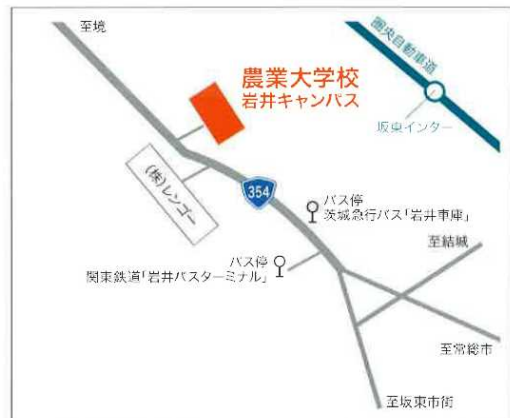 至境
圏央自動車道
農業大学校
岩井キャンパス
坂東インター
(株)レンゴー
354
バス停
茨城急行バス「岩井車庫」
至結城
バス停
関東鉄道「岩井バスターミナル」
至常総市
至坂東市街